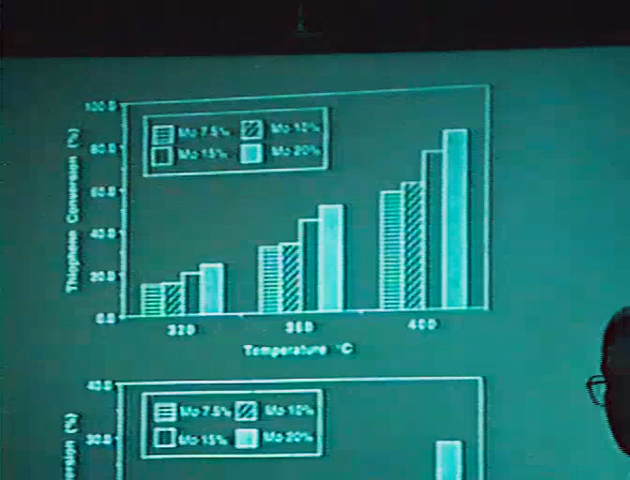 100.0
Mo 7.5% Mo 10%
Mo 15% Mo 20%
80.0
60.0
40.0
20.0
0.0
Thiophene Conversion (%)
320 360 400
Temperature °C
40.0
Mo 7.5% Mo 10%
Mo 15% Mo 20%
30.0
ersion (%)